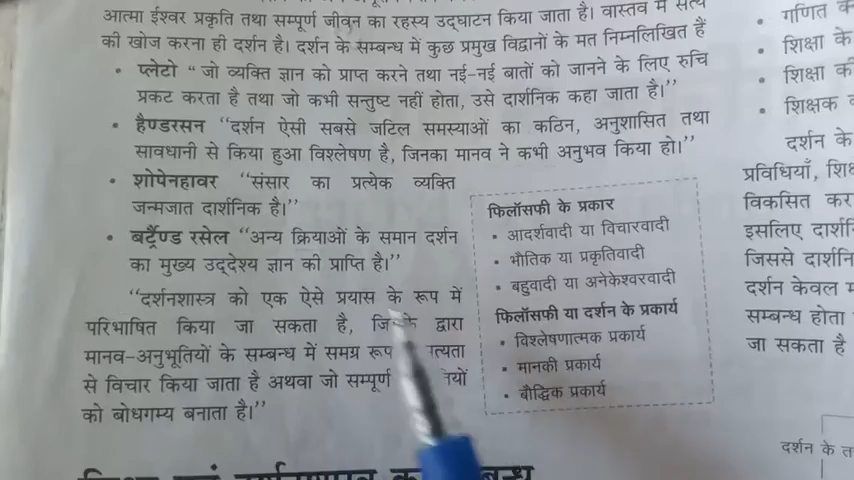 आत्मा ईश्वर प्रकृति तथा सम्पूर्ण जीवन का रहस्य उद्घाटन किया जाता है। वास्तव में सत्य
की खोज करना ही दर्शन है। दर्शन के सम्बन्ध में कुछ प्रमुख विद्वानों के मत निम्नलिखित हैं
• प्लेटो "जो व्यक्ति ज्ञान को प्राप्त करने तथा नई-नई बातों को जानने के लिए रुचि
प्रकट करता है तथा जो कभी सन्तुष्ट नहीं होता, उसे दार्शनिक कहा जाता है।"
• हैण्डरसन "दर्शन ऐसी सबसे जटिल समस्याओं का कठिन, अनुशासित तथा
सावधानी से किया हुआ विश्लेषण है, जिनका मानव ने कभी अनुभव किया हो।"
• शोपेनहावर "संसार का प्रत्येक व्यक्ति
जन्मजात दार्शनिक है।"
• बर्ट्रैण्ड रसेल "अन्य क्रियाओं के समान दर्शन
का मुख्य उद्देश्य ज्ञान की प्राप्ति है।"
"दर्शनशास्त्र को एक ऐसे प्रयास के रूप में
परिभाषित किया जा सकता है, द्वारा
मानव-अनुभूतियों के सम्बन्ध में समग्र रूप
से विचार किया जाता है अथवा जो सम्पूर्ण
को बोधगम्य बनाता है।"
फिलॉसफी के प्रकार
• आदर्शवादी या विचारवादी
• भौतिक या प्रकृतिवादी
• बहुवादी या अनेकेश्वरवादी
फिलॉसफी या दर्शन के प्रकार्य
• विश्लेषणात्मक प्रकार्य
• मानकी प्रकार्य
• बौद्धिक प्रकार्य
• गणित
• शिक्षा के
• शिक्षा
• शिक्षक
दर्शन के
प्रविधियाँ,
विकसित कर
इसलिए
जिससे
दर्शन केवल
सम्बन्ध होता
जा सकता है
दर्शन के